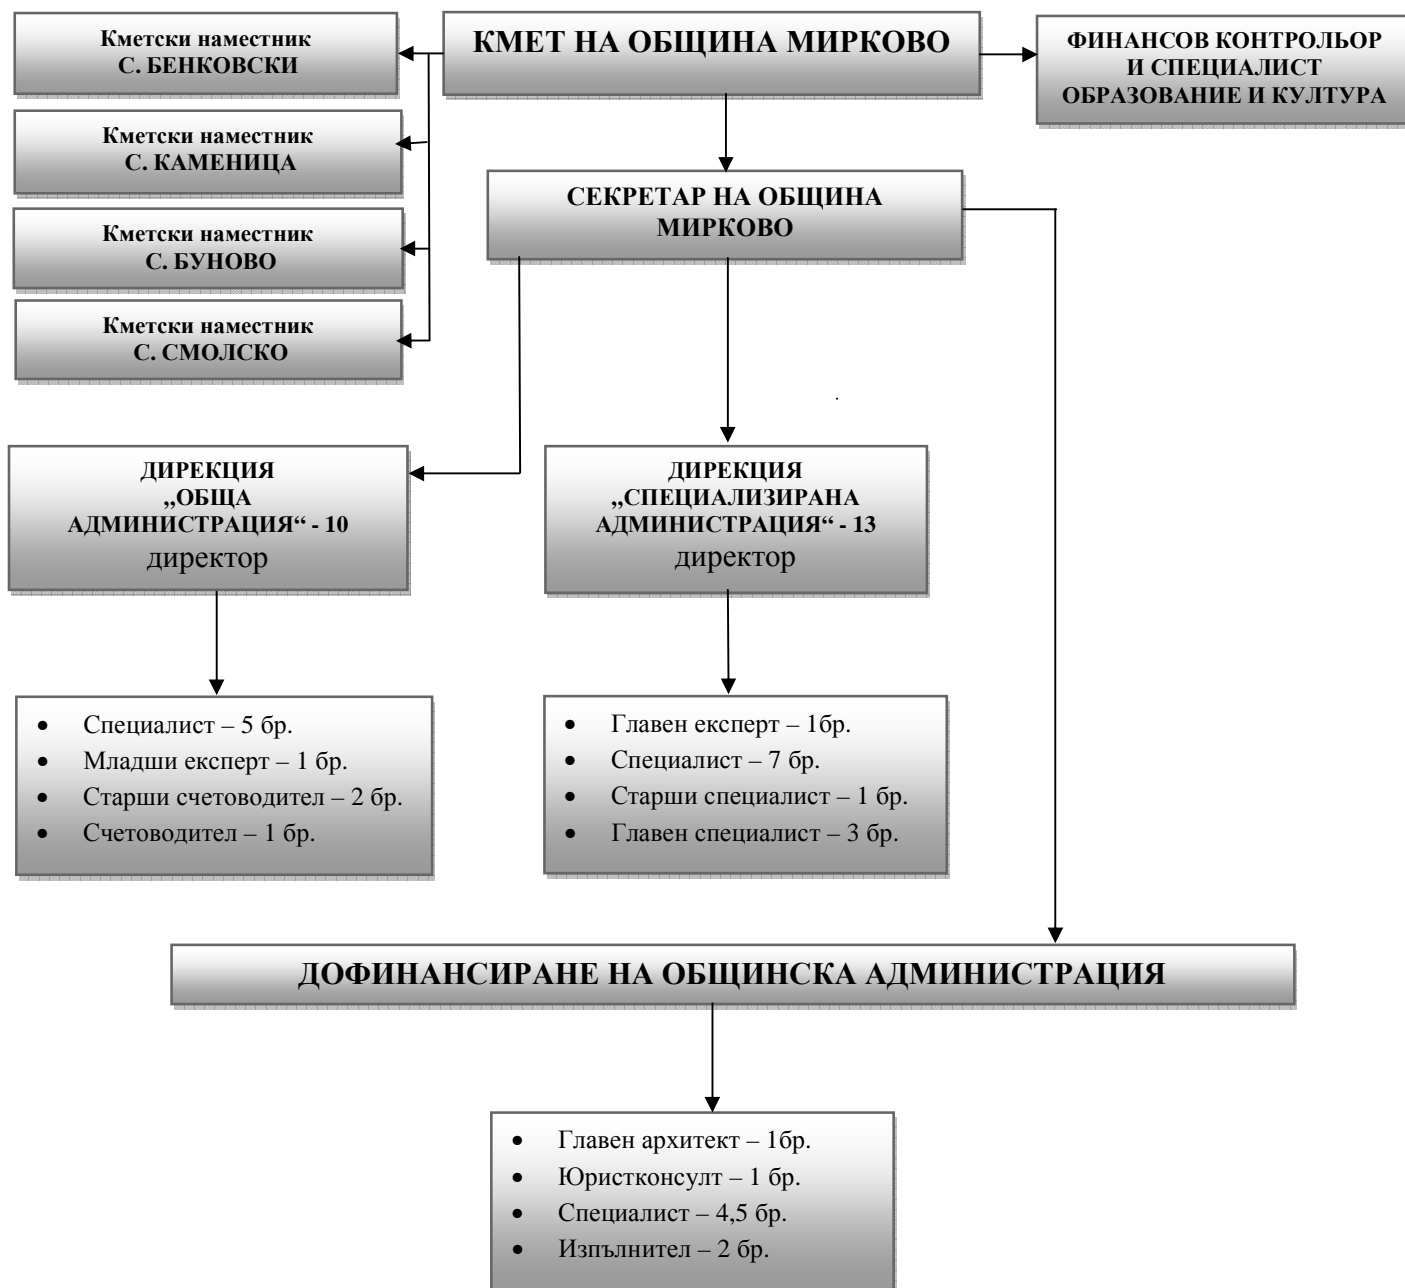 КМЕТ НА ОБЩИНА МИРКОВО
Кметски наместник
С. БЕНКОВСКИ
ФИНАНСОВ КОНТРОЛЬОР
И СПЕЦИАЛИСТ
ОБРАЗОВАНИЕ И КУЛТУРА
Кметски наместник
С. КАМЕНИЦА
Кметски наместник
С. БУНОВО
Кметски наместник
С. СМОЛСКО
СЕКРЕТАР НА ОБЩИНА
МИРКОВО
ДИРЕКЦИЯ
„ОБЩА
АДМИНИСТРАЦИЯ“ - 10
директор
ДИРЕКЦИЯ
„СПЕЦИАЛИЗИРАНА
АДМИНИСТРАЦИЯ“ - 13
директор
• Специалист – 5 бр.
• Младши експерт – 1 бр.
• Старши счетоводител – 2 бр.
• Счетоводител – 1 бр.
• Главен експерт – 1бр.
• Специалист – 7 бр.
• Старши специалист – 1 бр.
• Главен специалист – 3 бр.
ДОФИНАНСИРАНЕ НА ОБЩИНСКА АДМИНИСТРАЦИЯ
• Главен архитект – 1бр.
• Юристконсулт – 1 бр.
• Специалист – 4,5 бр.
• Изпълнител – 2 бр.